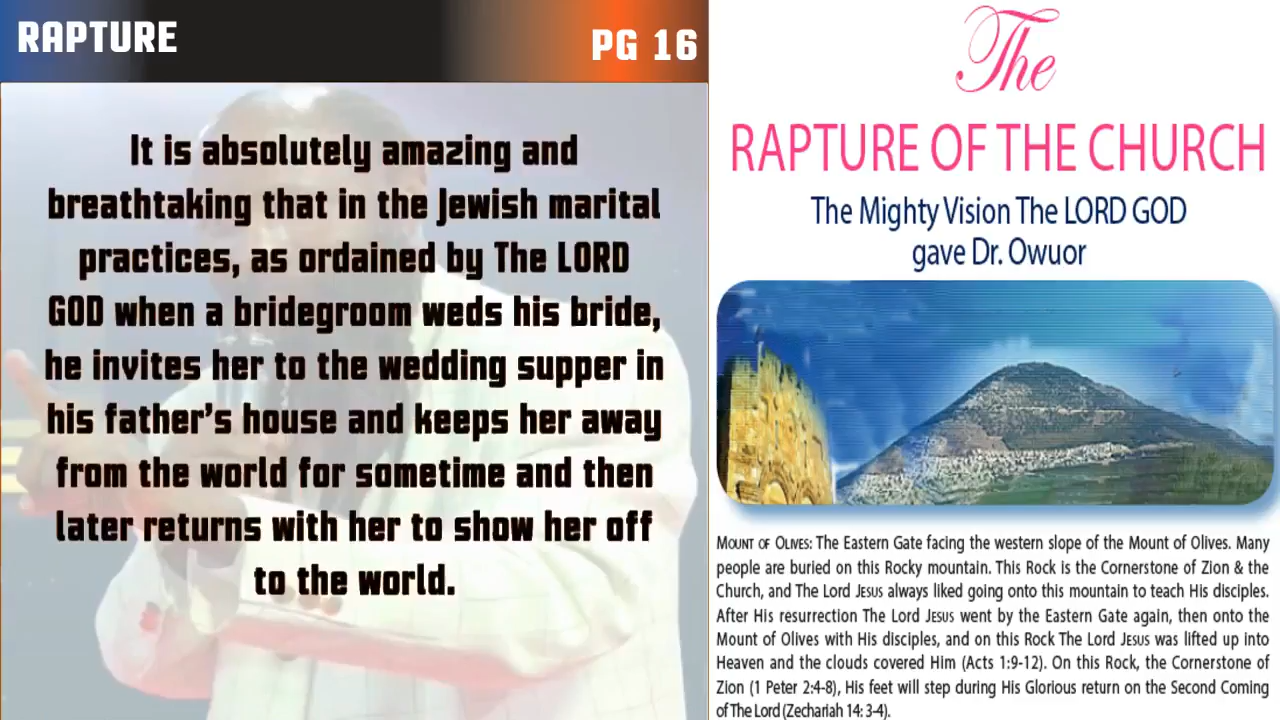 RAPTURE
PG 16
It is absolutely amazing and
breathtaking that in the Jewish marital
practices, as ordained by The LORD
GOD when a bridegroom weds his bride,
he invites her to the wedding supper in
his father's house and keeps her away
from the world for sometime and then
later returns with her to show her off
to the world.
The
RAPTURE OF THE CHURCH
The Mighty Vision The LORD GOD
gave Dr. Owuor
MOUNT OF OLIVES: The Eastern Gate facing the western slope of the Mount of Olives. Many
people are buried on this Rocky mountain. This Rock is the Cornerstone of Zion & the
Church, and The Lord JESUS always liked going onto this mountain to teach His disciples.
After His resurrection The Lord JESUS went by the Eastern Gate again, then onto the
Mount of Olives with His disciples, and on this Rock The Lord JESUS was lifted up into
Heaven and the clouds covered Him (Acts 1:9-12). On this Rock, the Cornerstone of
Zion (1 Peter 2:4-8), His feet will step during His Glorious return on the Second Coming
of The Lord (Zechariah 14: 3-4).